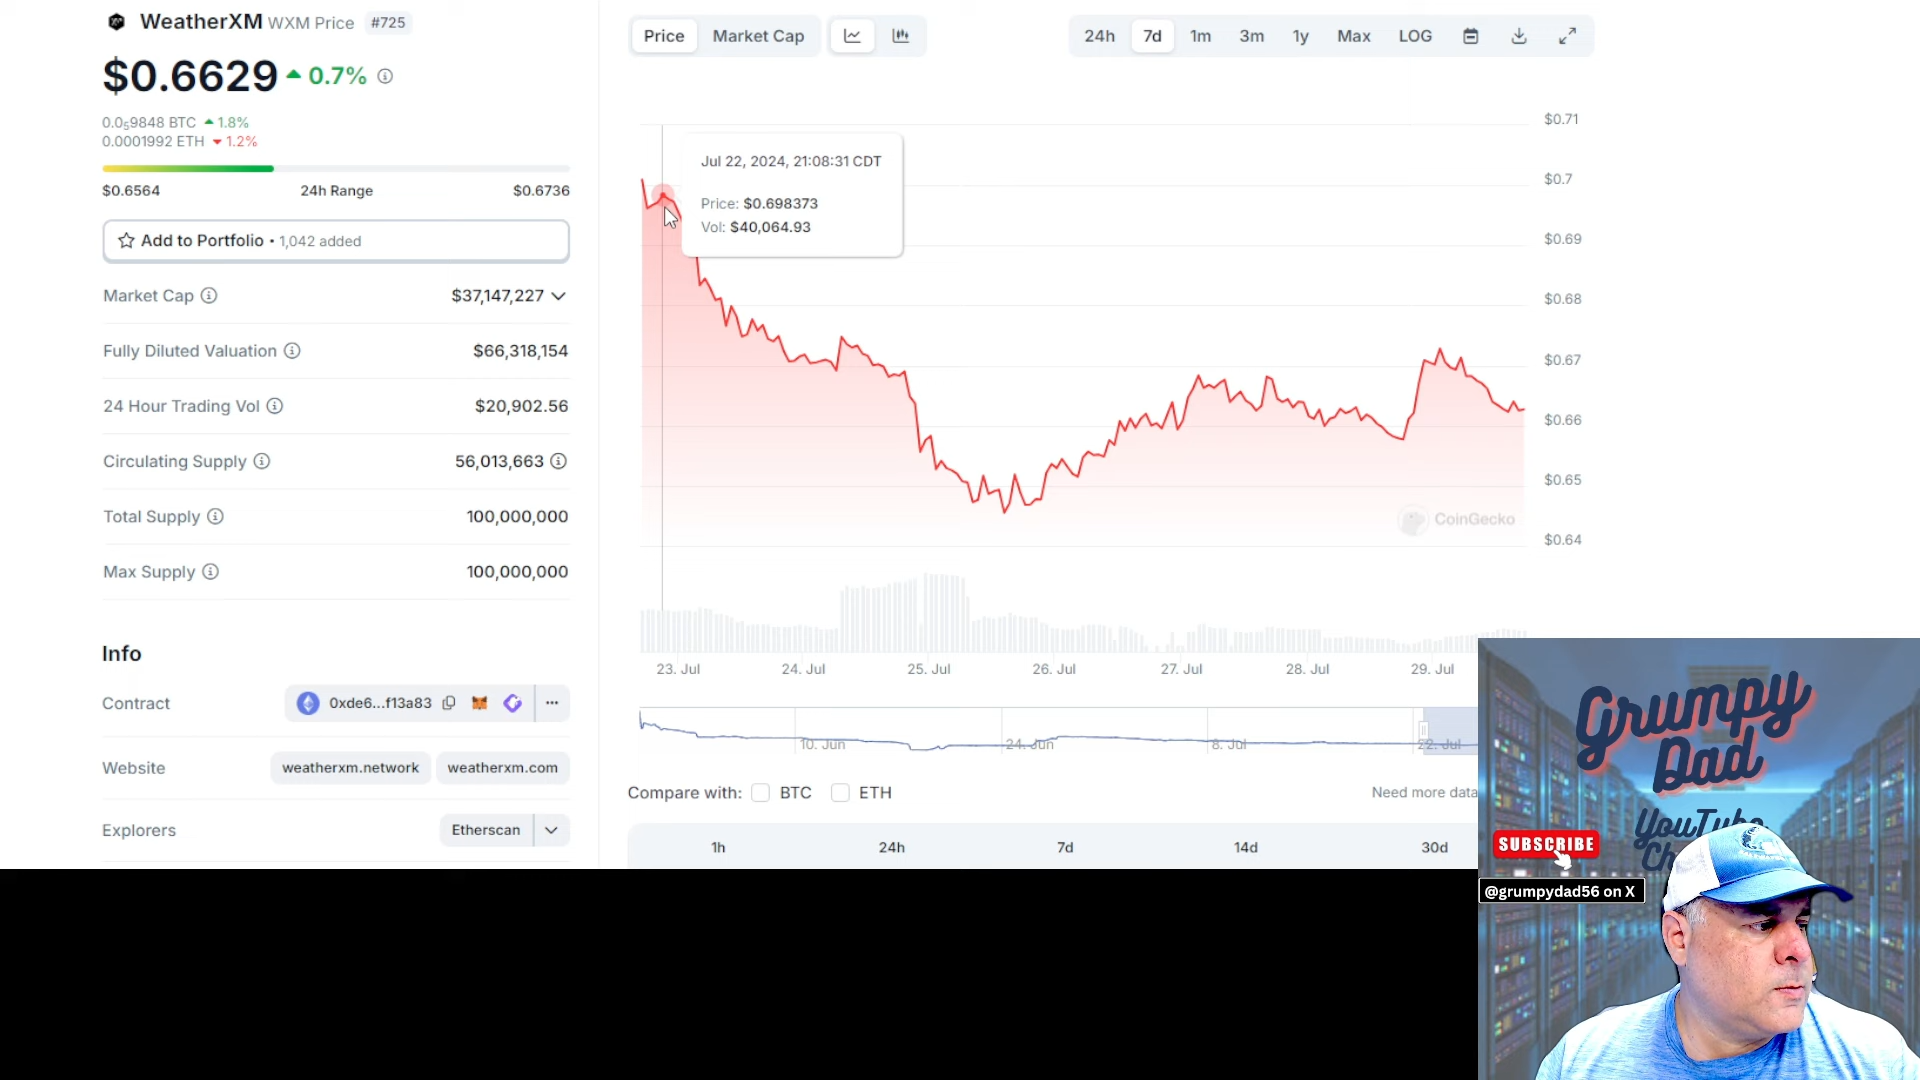 WeatherXM WXM Price #725
$0.6629 0.7%
0.0₅9848 BTC 1.8%
0.0001992 ETH 1.2%
$0.6564 24h Range $0.6736
Add to Portfolio • 1,042 added
Market Cap $37,147,227
Fully Diluted Valuation $66,318,154
24 Hour Trading Vol $20,902.56
Circulating Supply 56,013,663
Total Supply 100,000,000
Max Supply 100,000,000
Info
Contract 0xde6...f13a83
Website weatherxm.network weatherxm.com
Explorers Etherscan
Price Market Cap
24h 7d 1m 3m 1y Max LOG
Jul 22, 2024, 21:08:31 CDT
Price: $0.698373
Vol: $40,064.93
$0.71
$0.7
$0.69
$0.68
$0.67
$0.66
$0.65
$0.64
CoinGecko
23. Jul 24. Jul 25. Jul 26. Jul 27. Jul 28. Jul 29. Jul
10. Jun 24. Jun 8. Jul 22. Jul
Compare with: BTC ETH
Need more data
1h 24h 7d 14d 30d
Grumpy
Dad
YouTube
SUBSCRIBE
@grumpydad56 on X